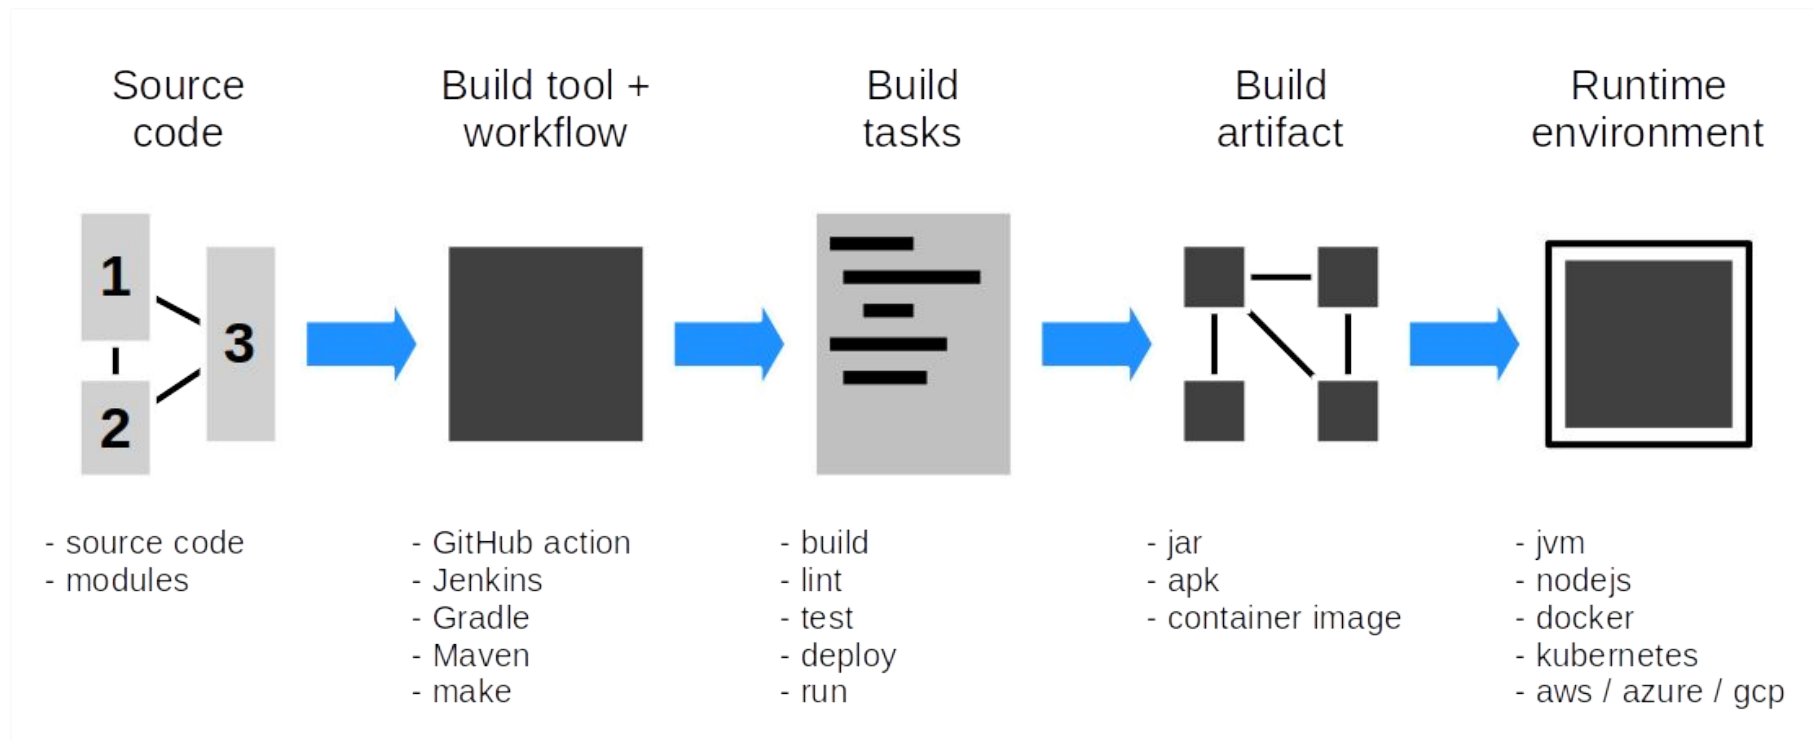 Source
code
Build tool +
workflow
Build
tasks
Build
artifact
Runtime
environment
1
2
3
- source code
- modules
- GitHub action
- Jenkins
- Gradle
- Maven
- make
- build
- lint
- test
- deploy
- run
- jar
- apk
- container image
- jvm
- nodejs
- docker
- kubernetes
- aws / azure / gcp